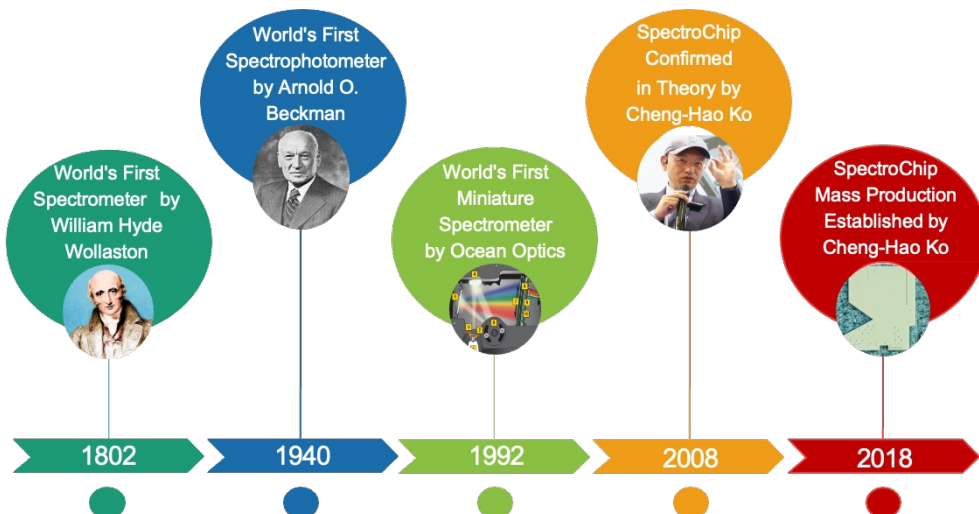 World's First
Spectrometer by
William Hyde
Wollaston
World's First
Spectrophotometer
by Arnold O.
Beckman
World's First
Miniature
Spectrometer
by Ocean Optics
SpectroChip
Confirmed
in Theory by
Cheng-Hao Ko
SpectroChip
Mass Production
Established by
Cheng-Hao Ko
1802
1940
1992
2008
2018